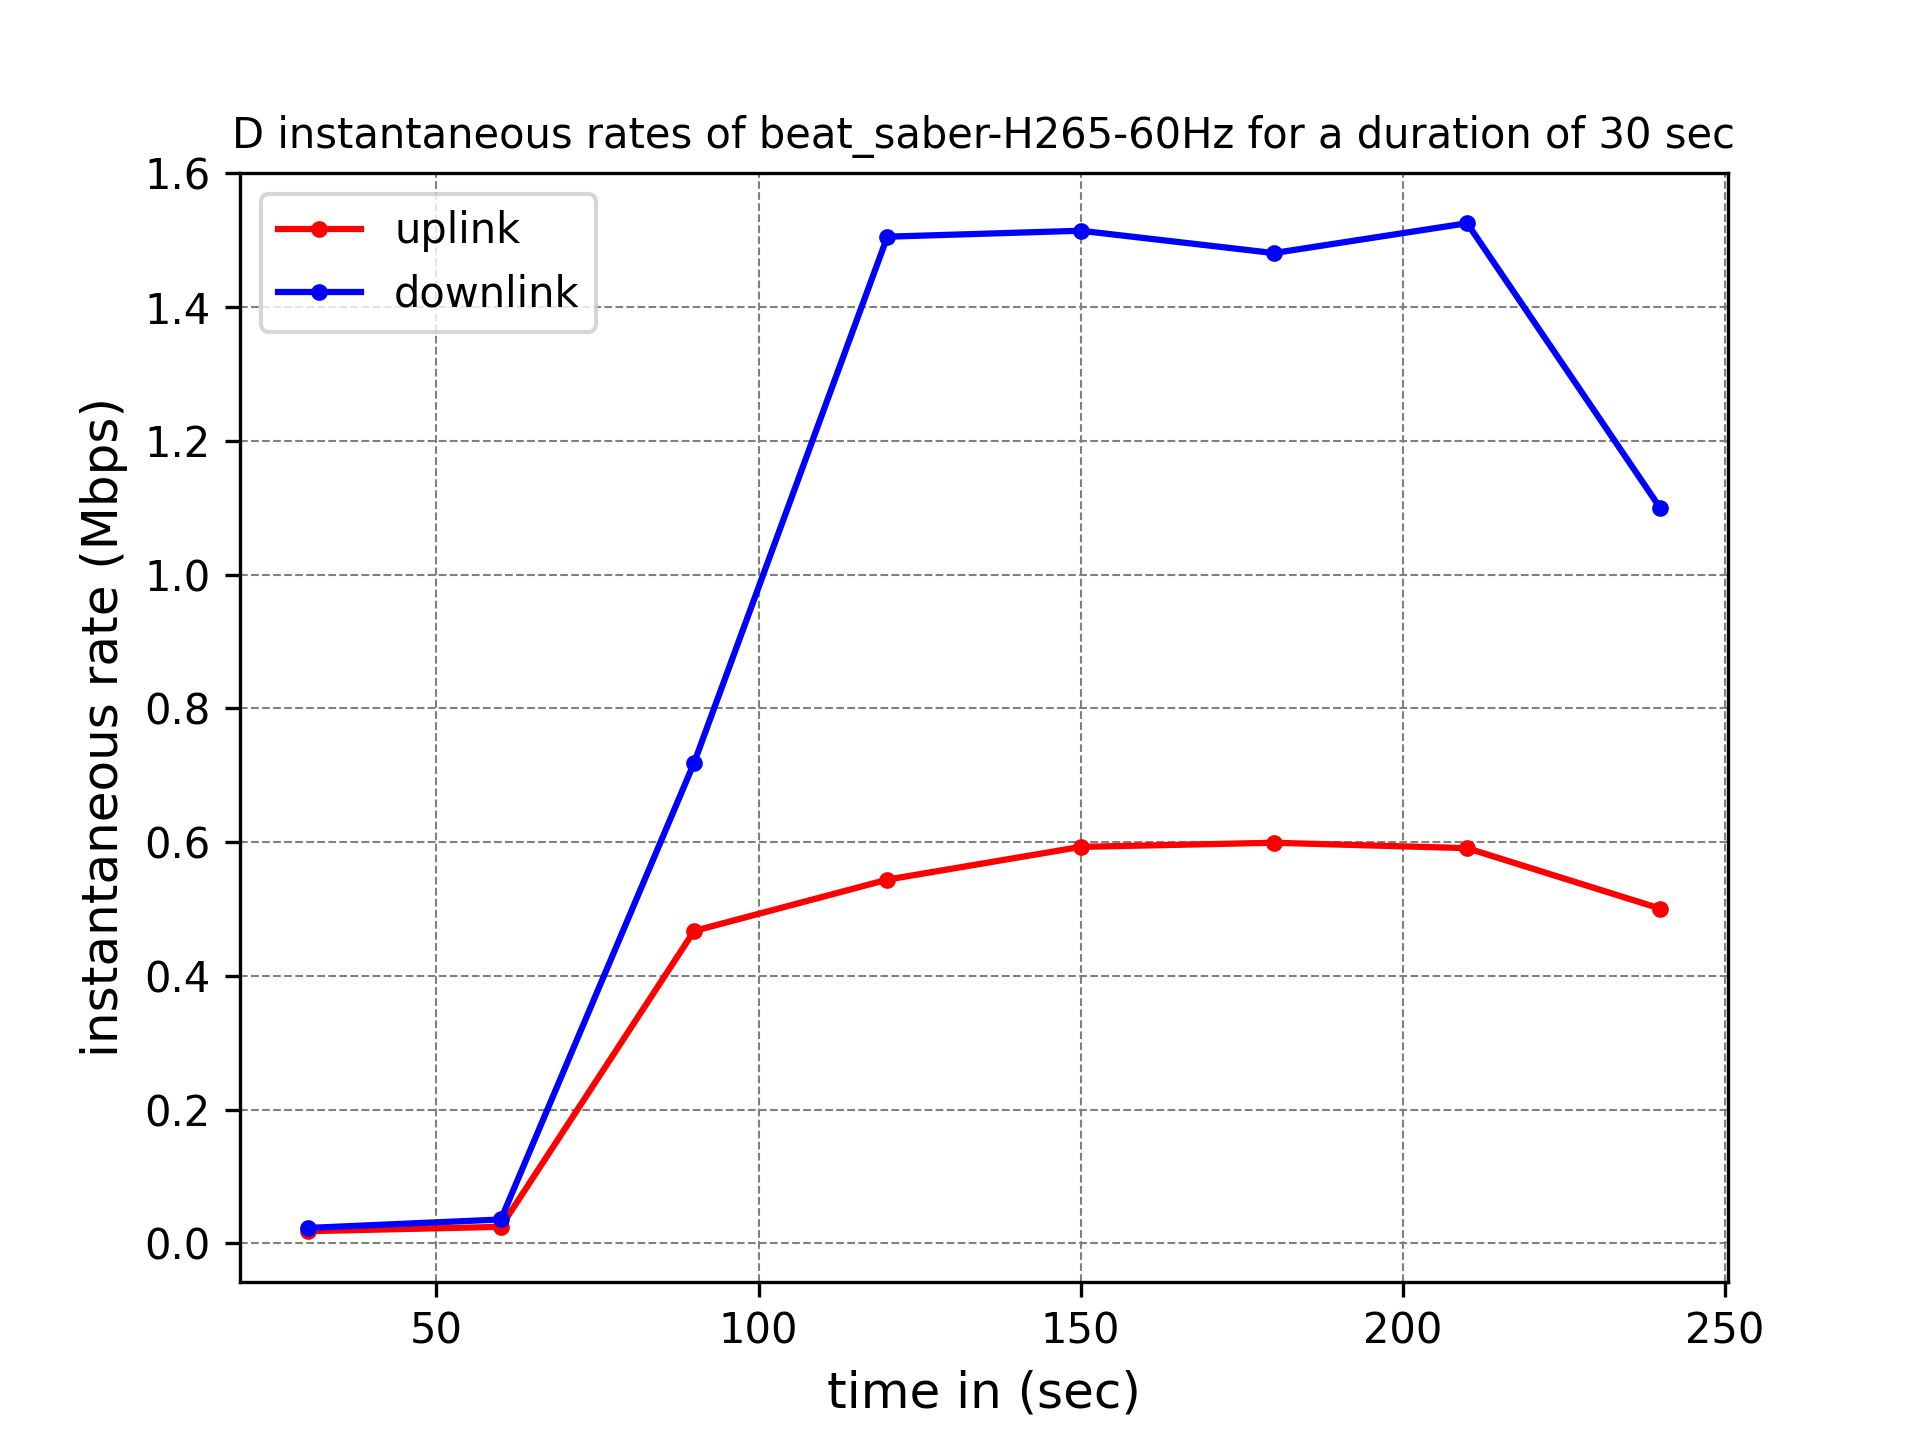 D instantaneous rates of beat_saber-H265-60Hz for a duration of 30 sec
uplink
downlink
instantaneous rate (Mbps)
1.6
1.4
1.2
1.0
0.8
0.6
0.4
0.2
0.0
50 100 150 200 250
time in (sec)